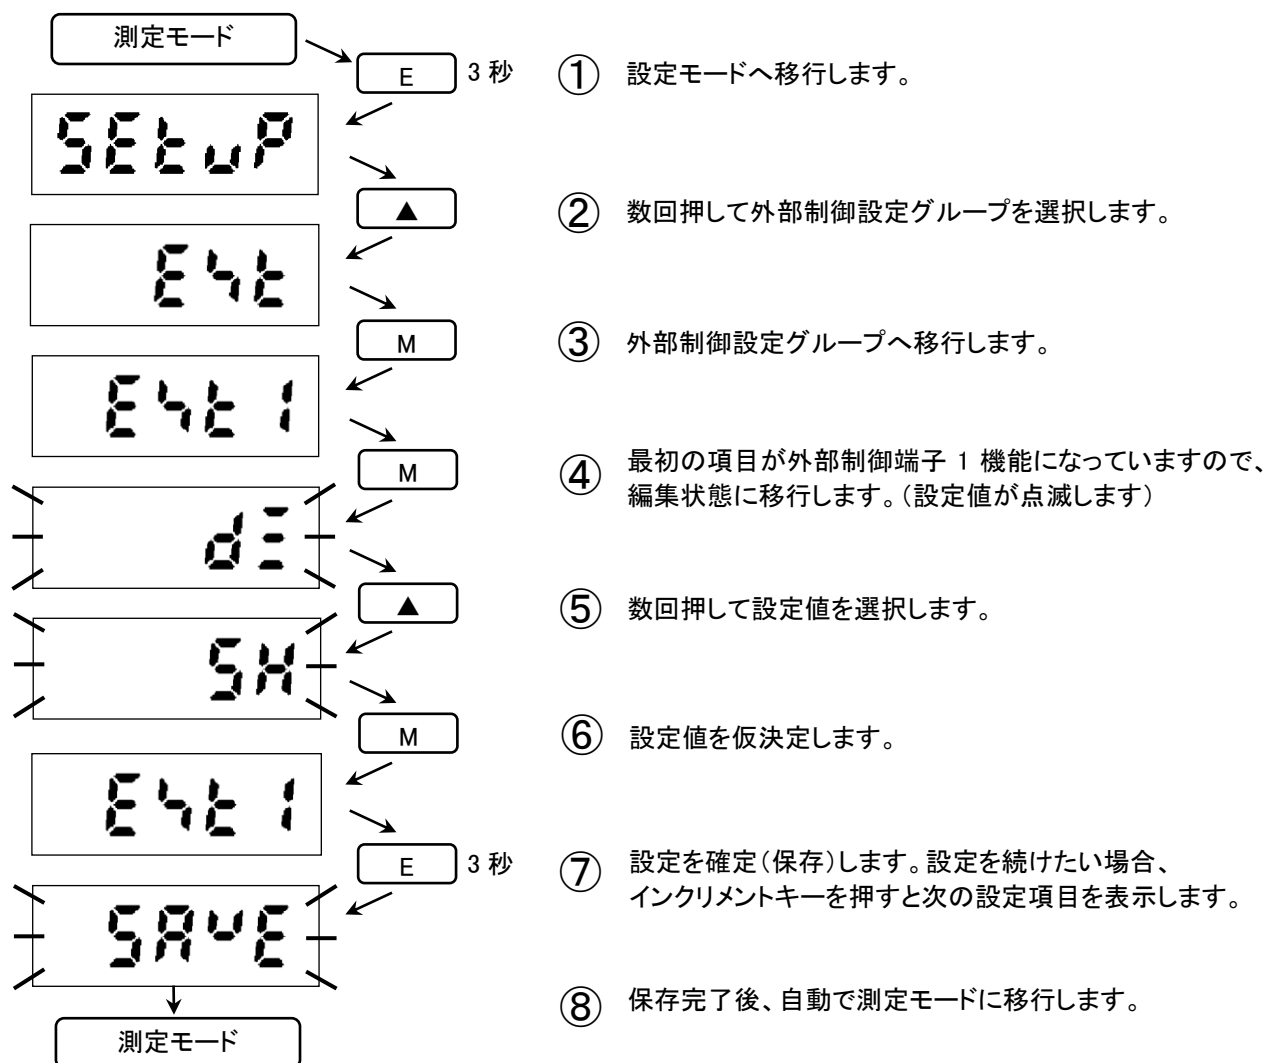 測定モード
E 3 秒 ① 設定モードへ移行します。
SEtuP
▲ ② 数回押して外部制御設定グループを選択します。
M ③ 外部制御設定グループへ移行します。
M ④ 最初の項目が外部制御端子 1 機能になっていますので、
編集状態に移行します。（設定値が点滅します）
▲ ⑤ 数回押して設定値を選択します。
SH
M ⑥ 設定値を仮決定します。
E 3 秒 ⑦ 設定を確定（保存）します。設定を続けたい場合、
インクリメントキーを押すと次の設定項目を表示します。
SAvE
⑧ 保存完了後、自動で測定モードに移行します。
測定モード